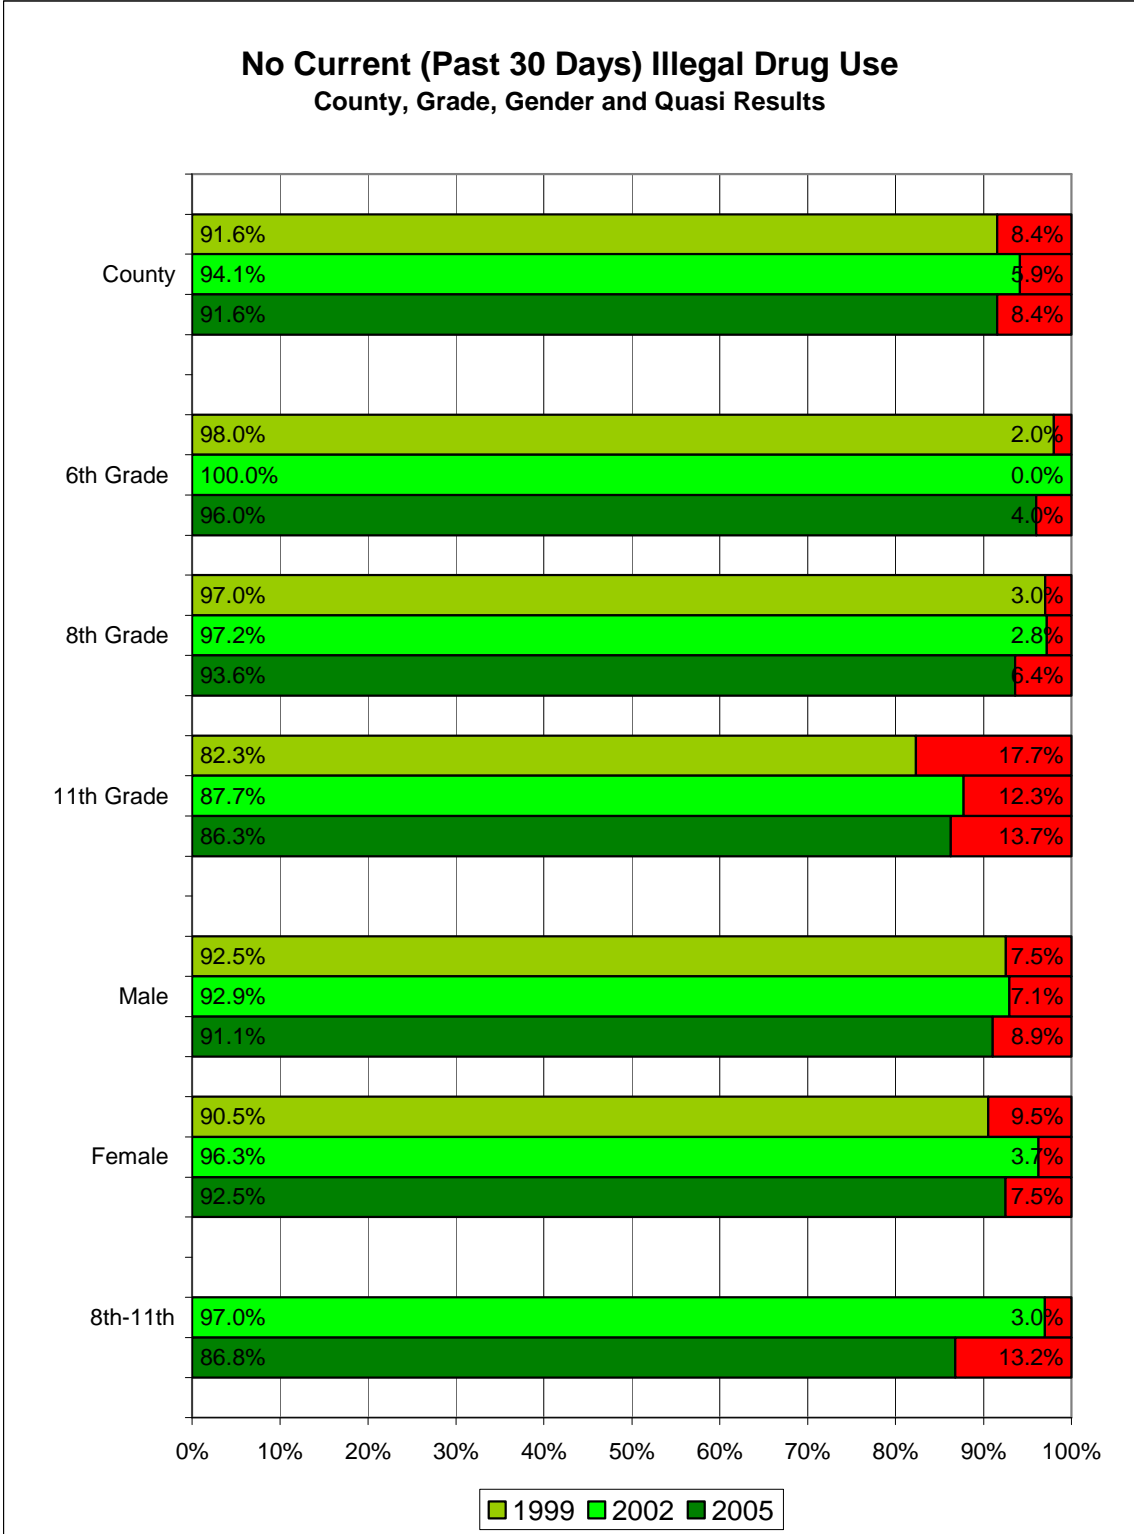 No Current (Past 30 Days) Illegal Drug Use
County, Grade, Gender and Quasi Results
91.6% 8.4%
County 94.1% 5.9%
91.6% 8.4%
98.0% 2.0%
6th Grade 100.0% 0.0%
96.0% 4.0%
97.0% 3.0%
8th Grade 97.2% 2.8%
93.6% 6.4%
82.3% 17.7%
11th Grade 87.7% 12.3%
86.3% 13.7%
92.5% 7.5%
Male 92.9% 7.1%
91.1% 8.9%
90.5% 9.5%
Female 96.3% 3.7%
92.5% 7.5%
8th-11th 97.0% 3.0%
86.8% 13.2%
0% 10% 20% 30% 40% 50% 60% 70% 80% 90% 100%
1999 2002 2005